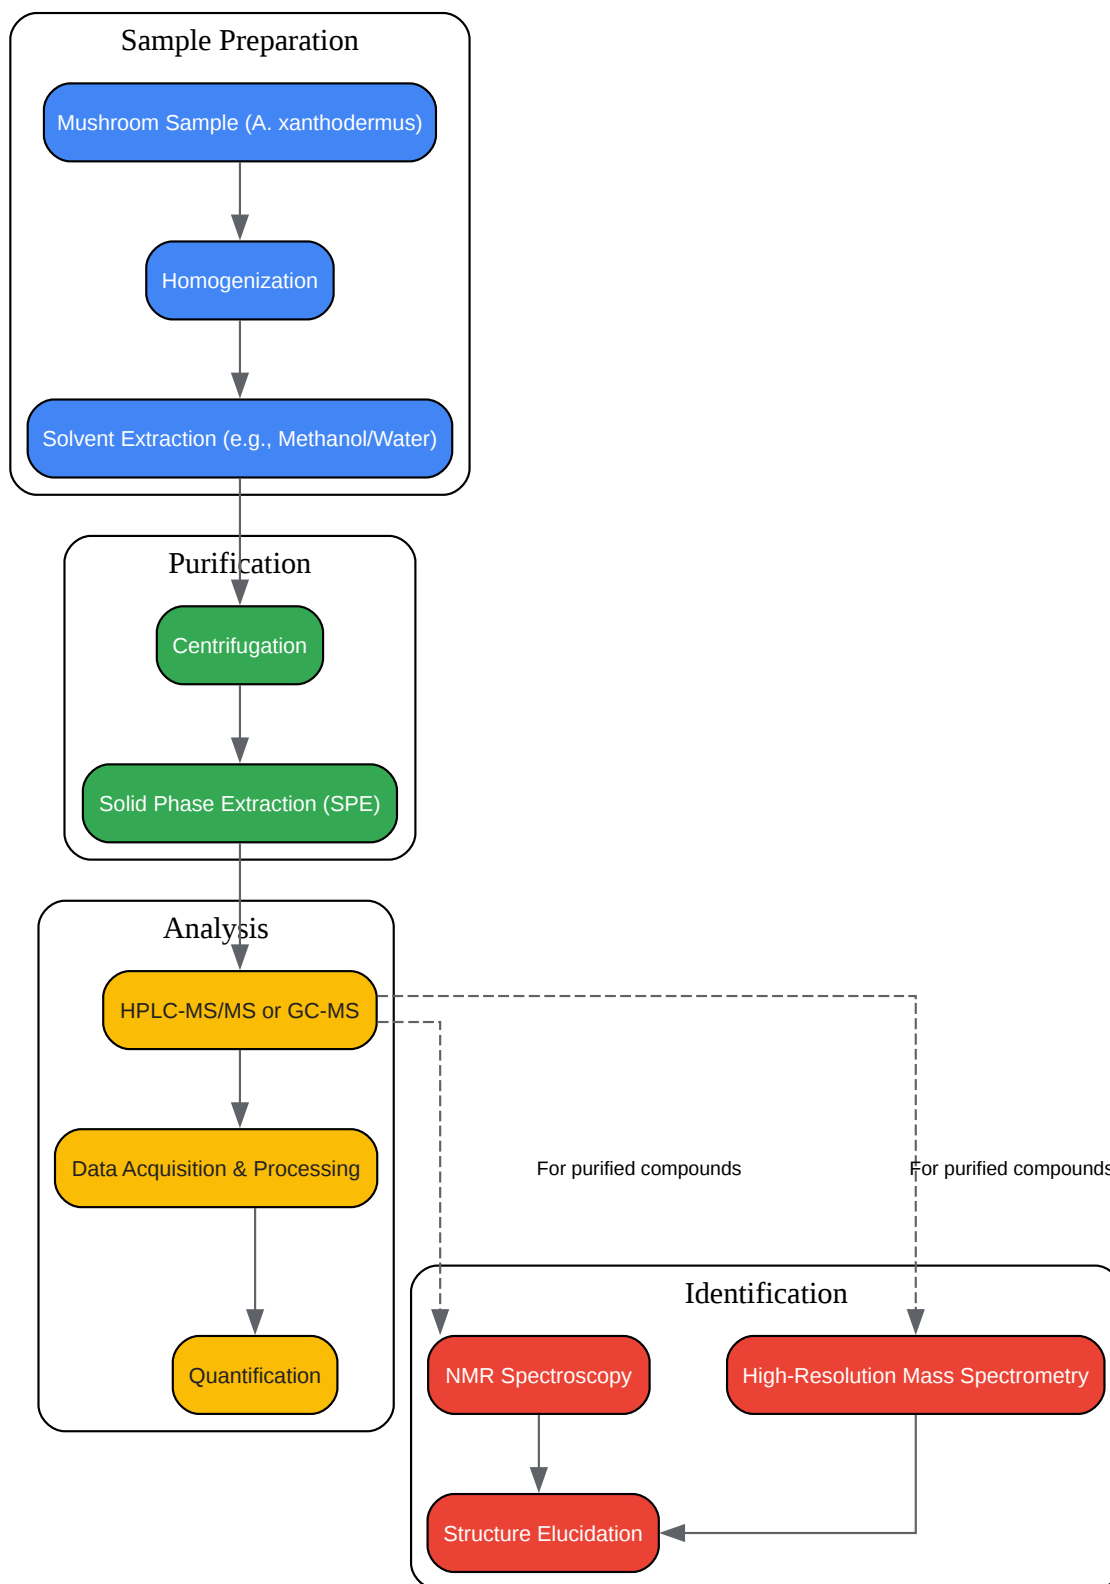 Sample Preparation
Mushroom Sample (A. xanthodermus)
Homogenization
Solvent Extraction (e.g., Methanol/Water)
Purification
Centrifugation
Solid Phase Extraction (SPE)
Analysis
HPLC-MS/MS or GC-MS
Data Acquisition & Processing
For purified compounds
For purified compounds
Identification
Quantification
NMR Spectroscopy
High-Resolution Mass Spectrometry
Structure Elucidation